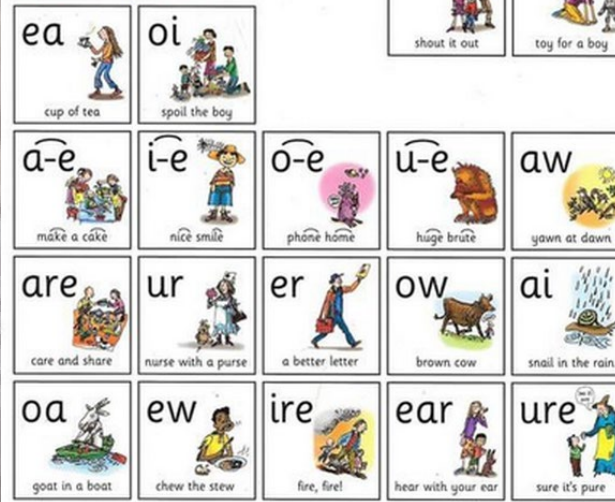 ea
oi
cup of tea
spoil the boy
shout it out
toy for a boy
a-e
i-e
o-e
u-e
aw
make a cake
nice smile
phone home
huge brute
yawn at dawn
are
ur
er
ow
ai
care and share
nurse with a purse
a better letter
brown cow
snail in the rain
oa
ew
ire
ear
ure
goat in a boat
chew the stew
fire, fire!
hear with your ear
sure it's pure